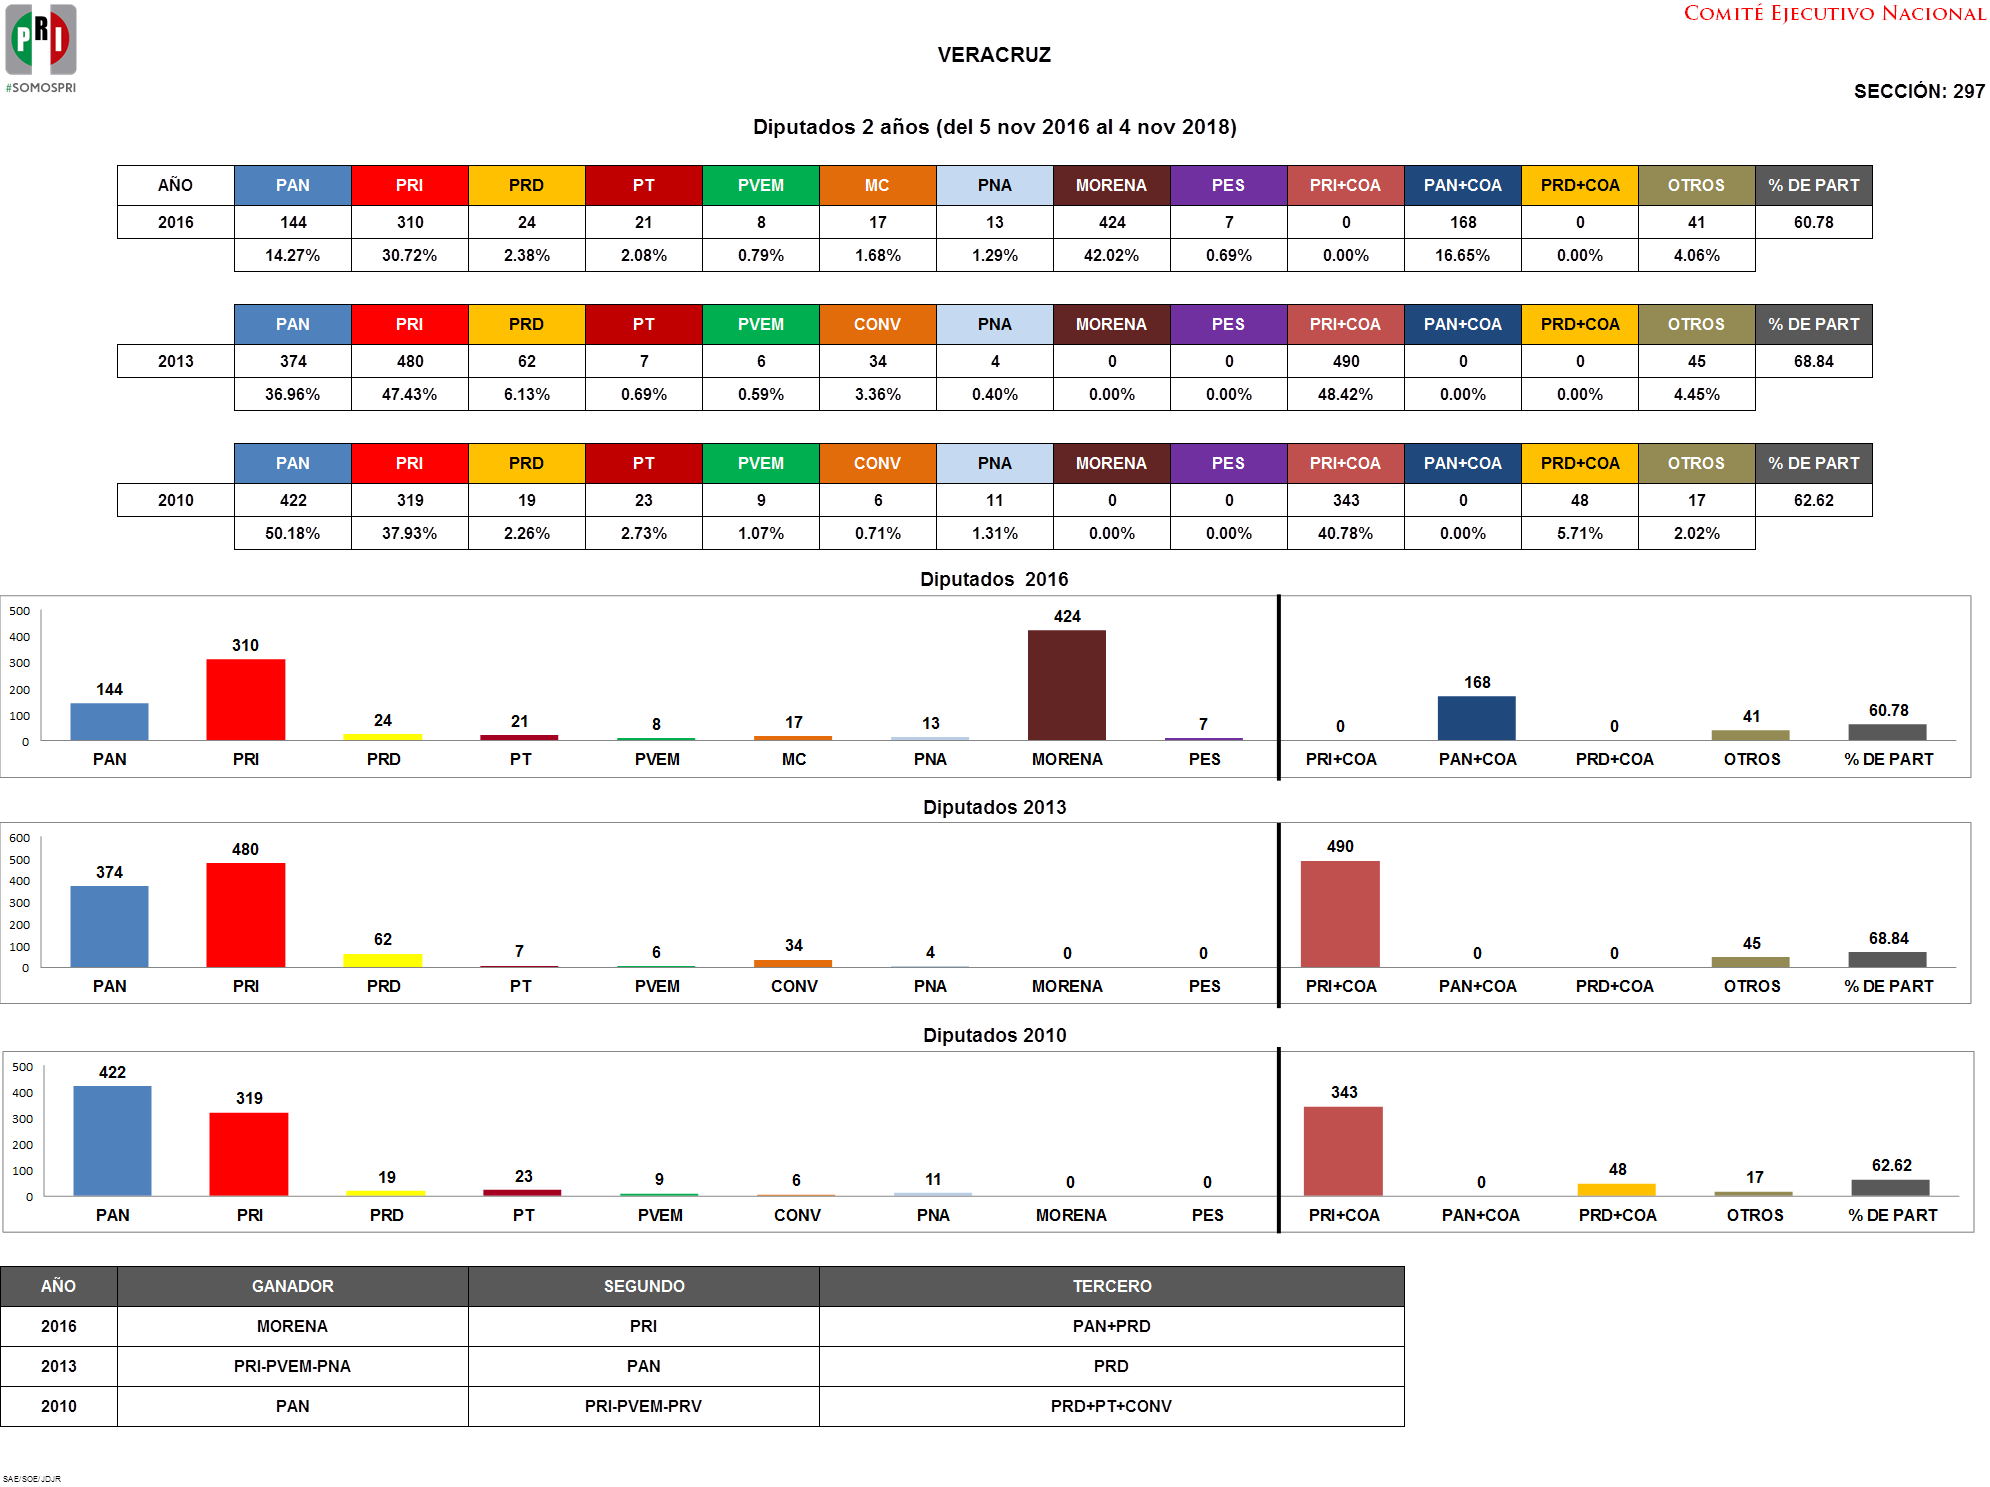 PRI
#SOMOSPRI
COMITÉ EJECUTIVO NACIONAL
VERACRUZ
SECCIÓN: 297
Diputados 2 años (del 5 nov 2016 al 4 nov 2018)
AÑO PAN PRI PRD PT PVEM MC PNA MORENA PES PRI+COA PAN+COA PRD+COA OTROS % DE PART
2016 144 310 24 21 8 17 13 424 7 0 168 0 41 60.78
14.27% 30.72% 2.38% 2.08% 0.79% 1.68% 1.29% 42.02% 0.69% 0.00% 16.65% 0.00% 4.06%
PAN PRI PRD PT PVEM CONV PNA MORENA PES PRI+COA PAN+COA PRD+COA OTROS % DE PART
2013 374 480 62 7 6 34 4 0 0 490 0 0 45 68.84
36.96% 47.43% 6.13% 0.69% 0.59% 3.36% 0.40% 0.00% 0.00% 48.42% 0.00% 0.00% 4.45%
PAN PRI PRD PT PVEM CONV PNA MORENA PES PRI+COA PAN+COA PRD+COA OTROS % DE PART
2010 422 319 19 23 9 6 11 0 0 343 0 48 17 62.62
50.18% 37.93% 2.26% 2.73% 1.07% 0.71% 1.31% 0.00% 0.00% 40.78% 0.00% 5.71% 2.02%
Diputados 2016
500
400
300
200
100
0
144 310 24 21 8 17 13 424 7 0 168 0 41 60.78
PAN PRI PRD PT PVEM MC PNA MORENA PES PRI+COA PAN+COA PRD+COA OTROS % DE PART
Diputados 2013
600
500
400
300
200
100
0
374 480 62 7 6 34 4 0 0 490 0 0 45 68.84
PAN PRI PRD PT PVEM CONV PNA MORENA PES PRI+COA PAN+COA PRD+COA OTROS % DE PART
Diputados 2010
500
400
300
200
100
0
422 319 19 23 9 6 11 0 0 343 0 48 17 62.62
PAN PRI PRD PT PVEM CONV PNA MORENA PES PRI+COA PAN+COA PRD+COA OTROS % DE PART
AÑO GANADOR SEGUNDO TERCERO
2016 MORENA PRI PAN+PRD
2013 PRI-PVEM-PNA PAN PRD
2010 PAN PRI-PVEM-PRV PRD+PT+CONV
SAE/SOE/JDJR